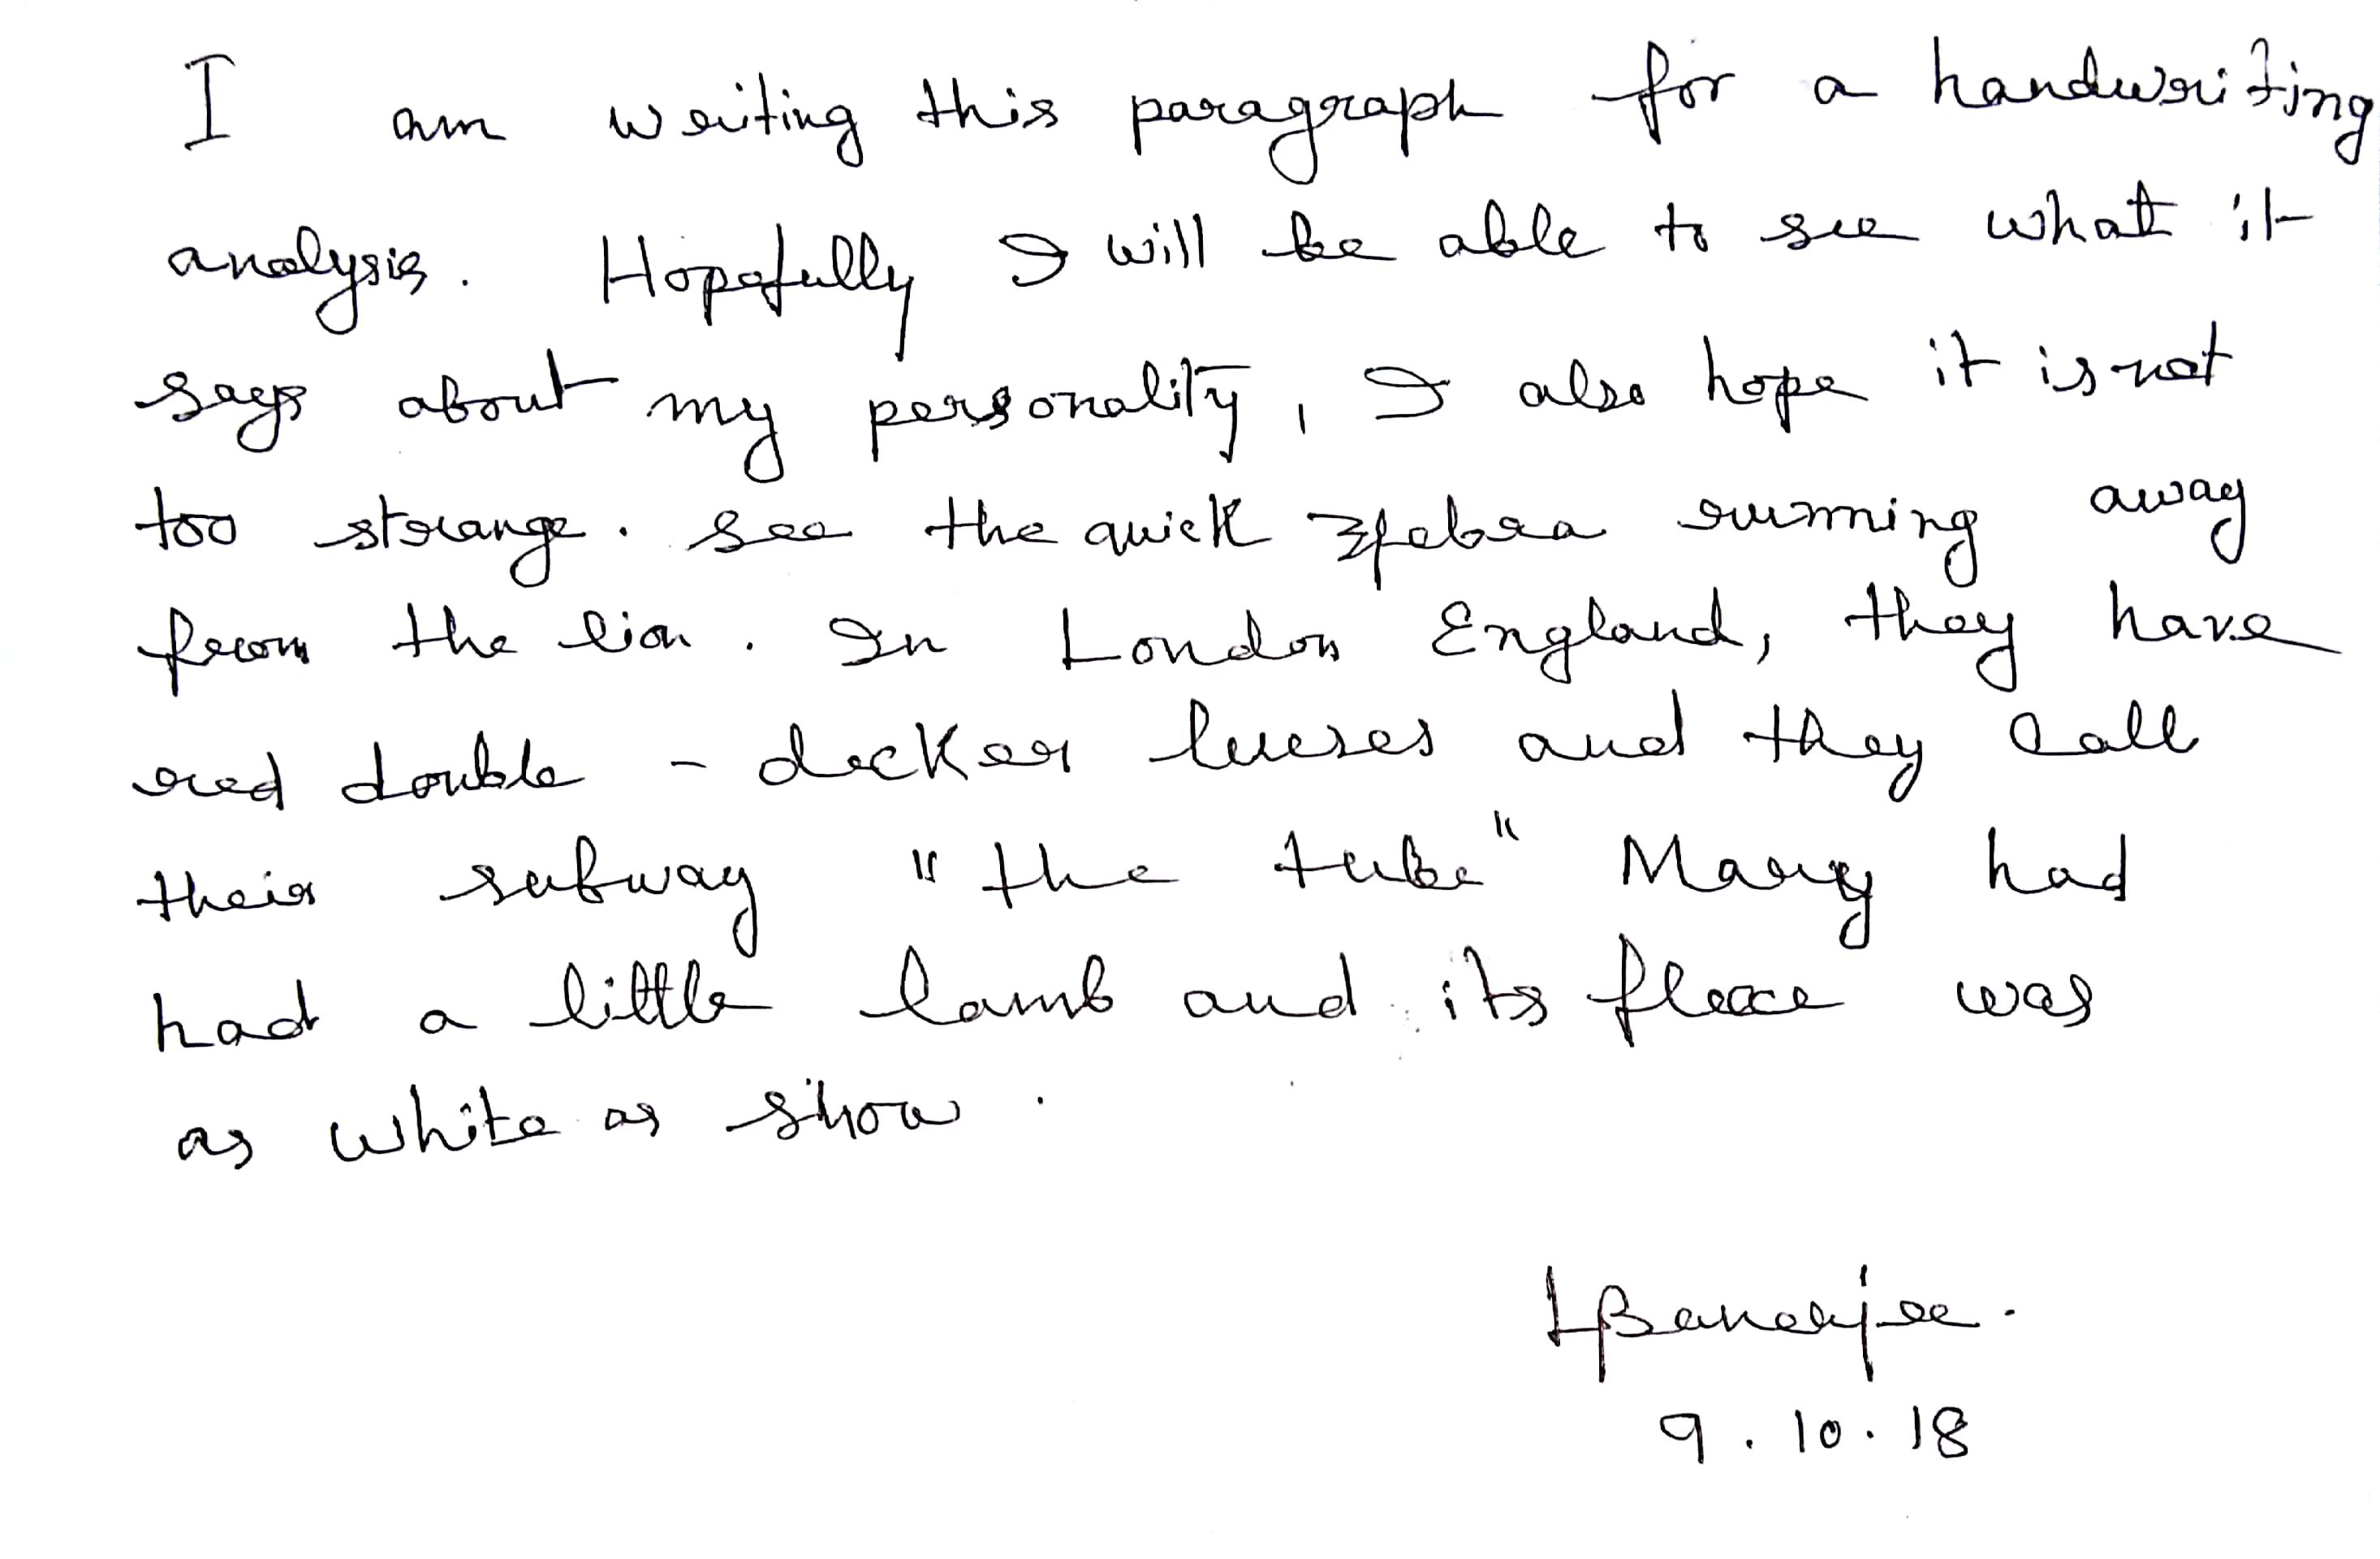 I am writing this paragraph for a handwriting
analysis. Hopefully I will be able to see what it
says about my personality, I also hope it is not
too strange. see the quick zebra running away
from the lion. In London England, they have
red double - decker buses and they call
their subway "the tube" Mary had
had a little lamb and its fleece was
as white as snow.
Banerjee.
9.10.18